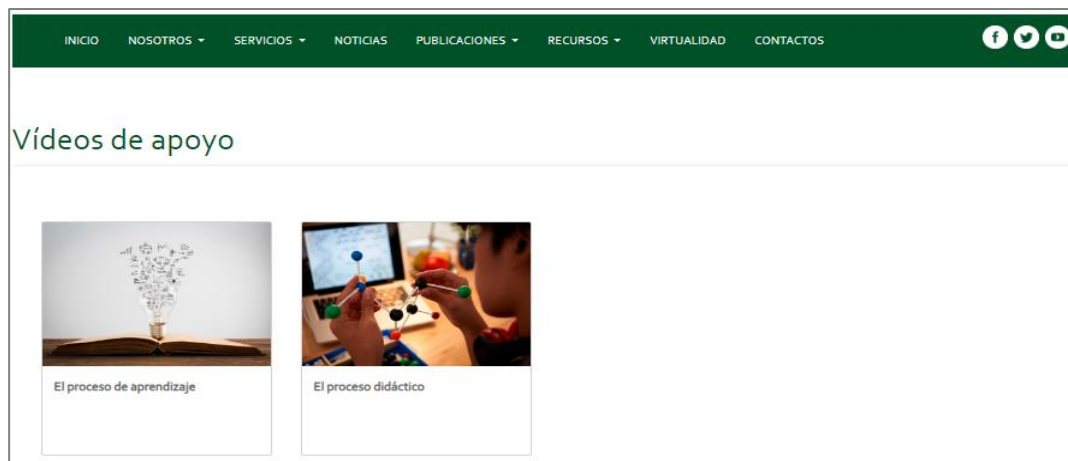 INICIO NOSOTROS SERVICIOS NOTICIAS PUBLICACIONES RECURSOS VIRTUALIDAD CONTACTOS
Vídeos de apoyo
El proceso de aprendizaje El proceso didáctico